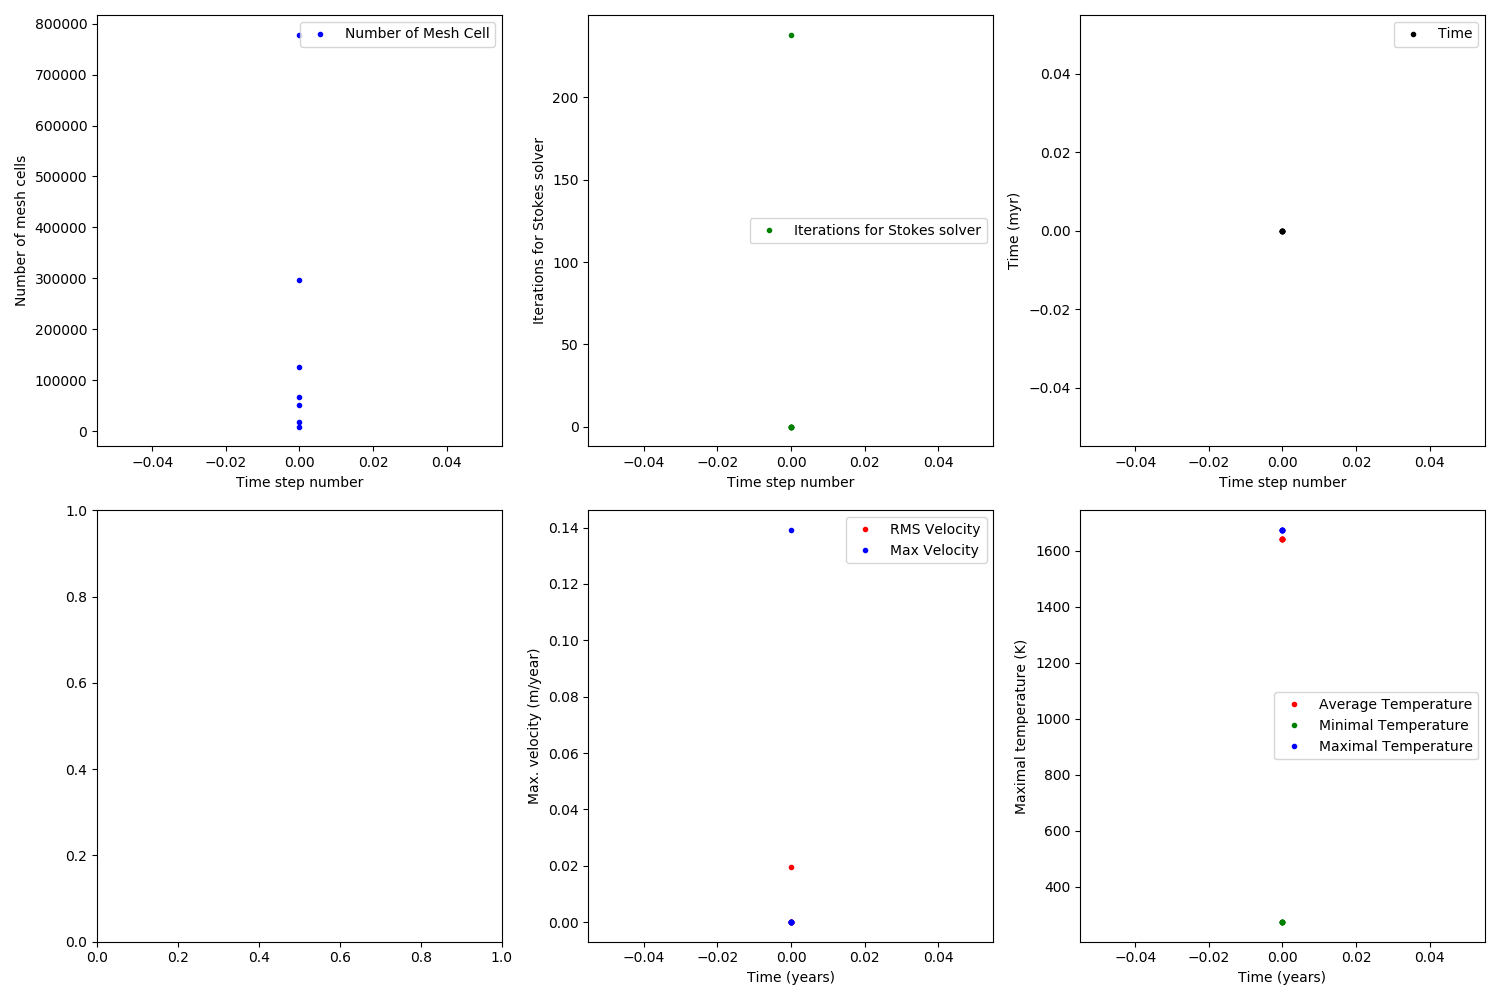 800000
700000
600000
500000
400000
300000
200000
100000
0
Number of mesh cells
Number of Mesh Cell
−0.04 −0.02 0.00 0.02 0.04
Time step number
200
150
100
50
0
Iterations for Stokes solver
Iterations for Stokes solver
−0.04 −0.02 0.00 0.02 0.04
Time step number
0.04
0.02
0.00
−0.02
−0.04
Time (myr)
Time
−0.04 −0.02 0.00 0.02 0.04
Time step number
1.0
0.8
0.6
0.4
0.2
0.0
0.0 0.2 0.4 0.6 0.8 1.0
0.14
0.12
0.10
0.08
0.06
0.04
0.02
0.00
Max. velocity (m/year)
RMS Velocity
Max Velocity
−0.04 −0.02 0.00 0.02 0.04
Time (years)
1600
1400
1200
1000
800
600
400
Maximal temperature (K)
Average Temperature
Minimal Temperature
Maximal Temperature
−0.04 −0.02 0.00 0.02 0.04
Time (years)